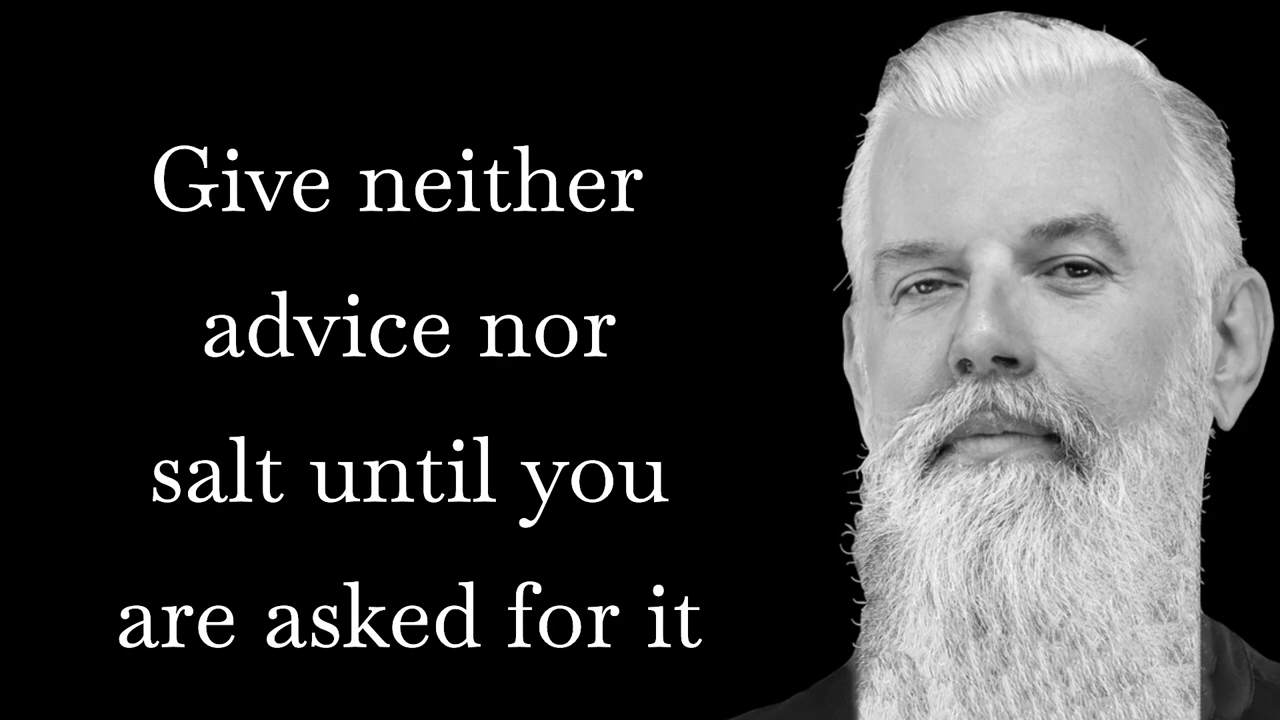 Give neither
advice nor
salt until you
are asked for it